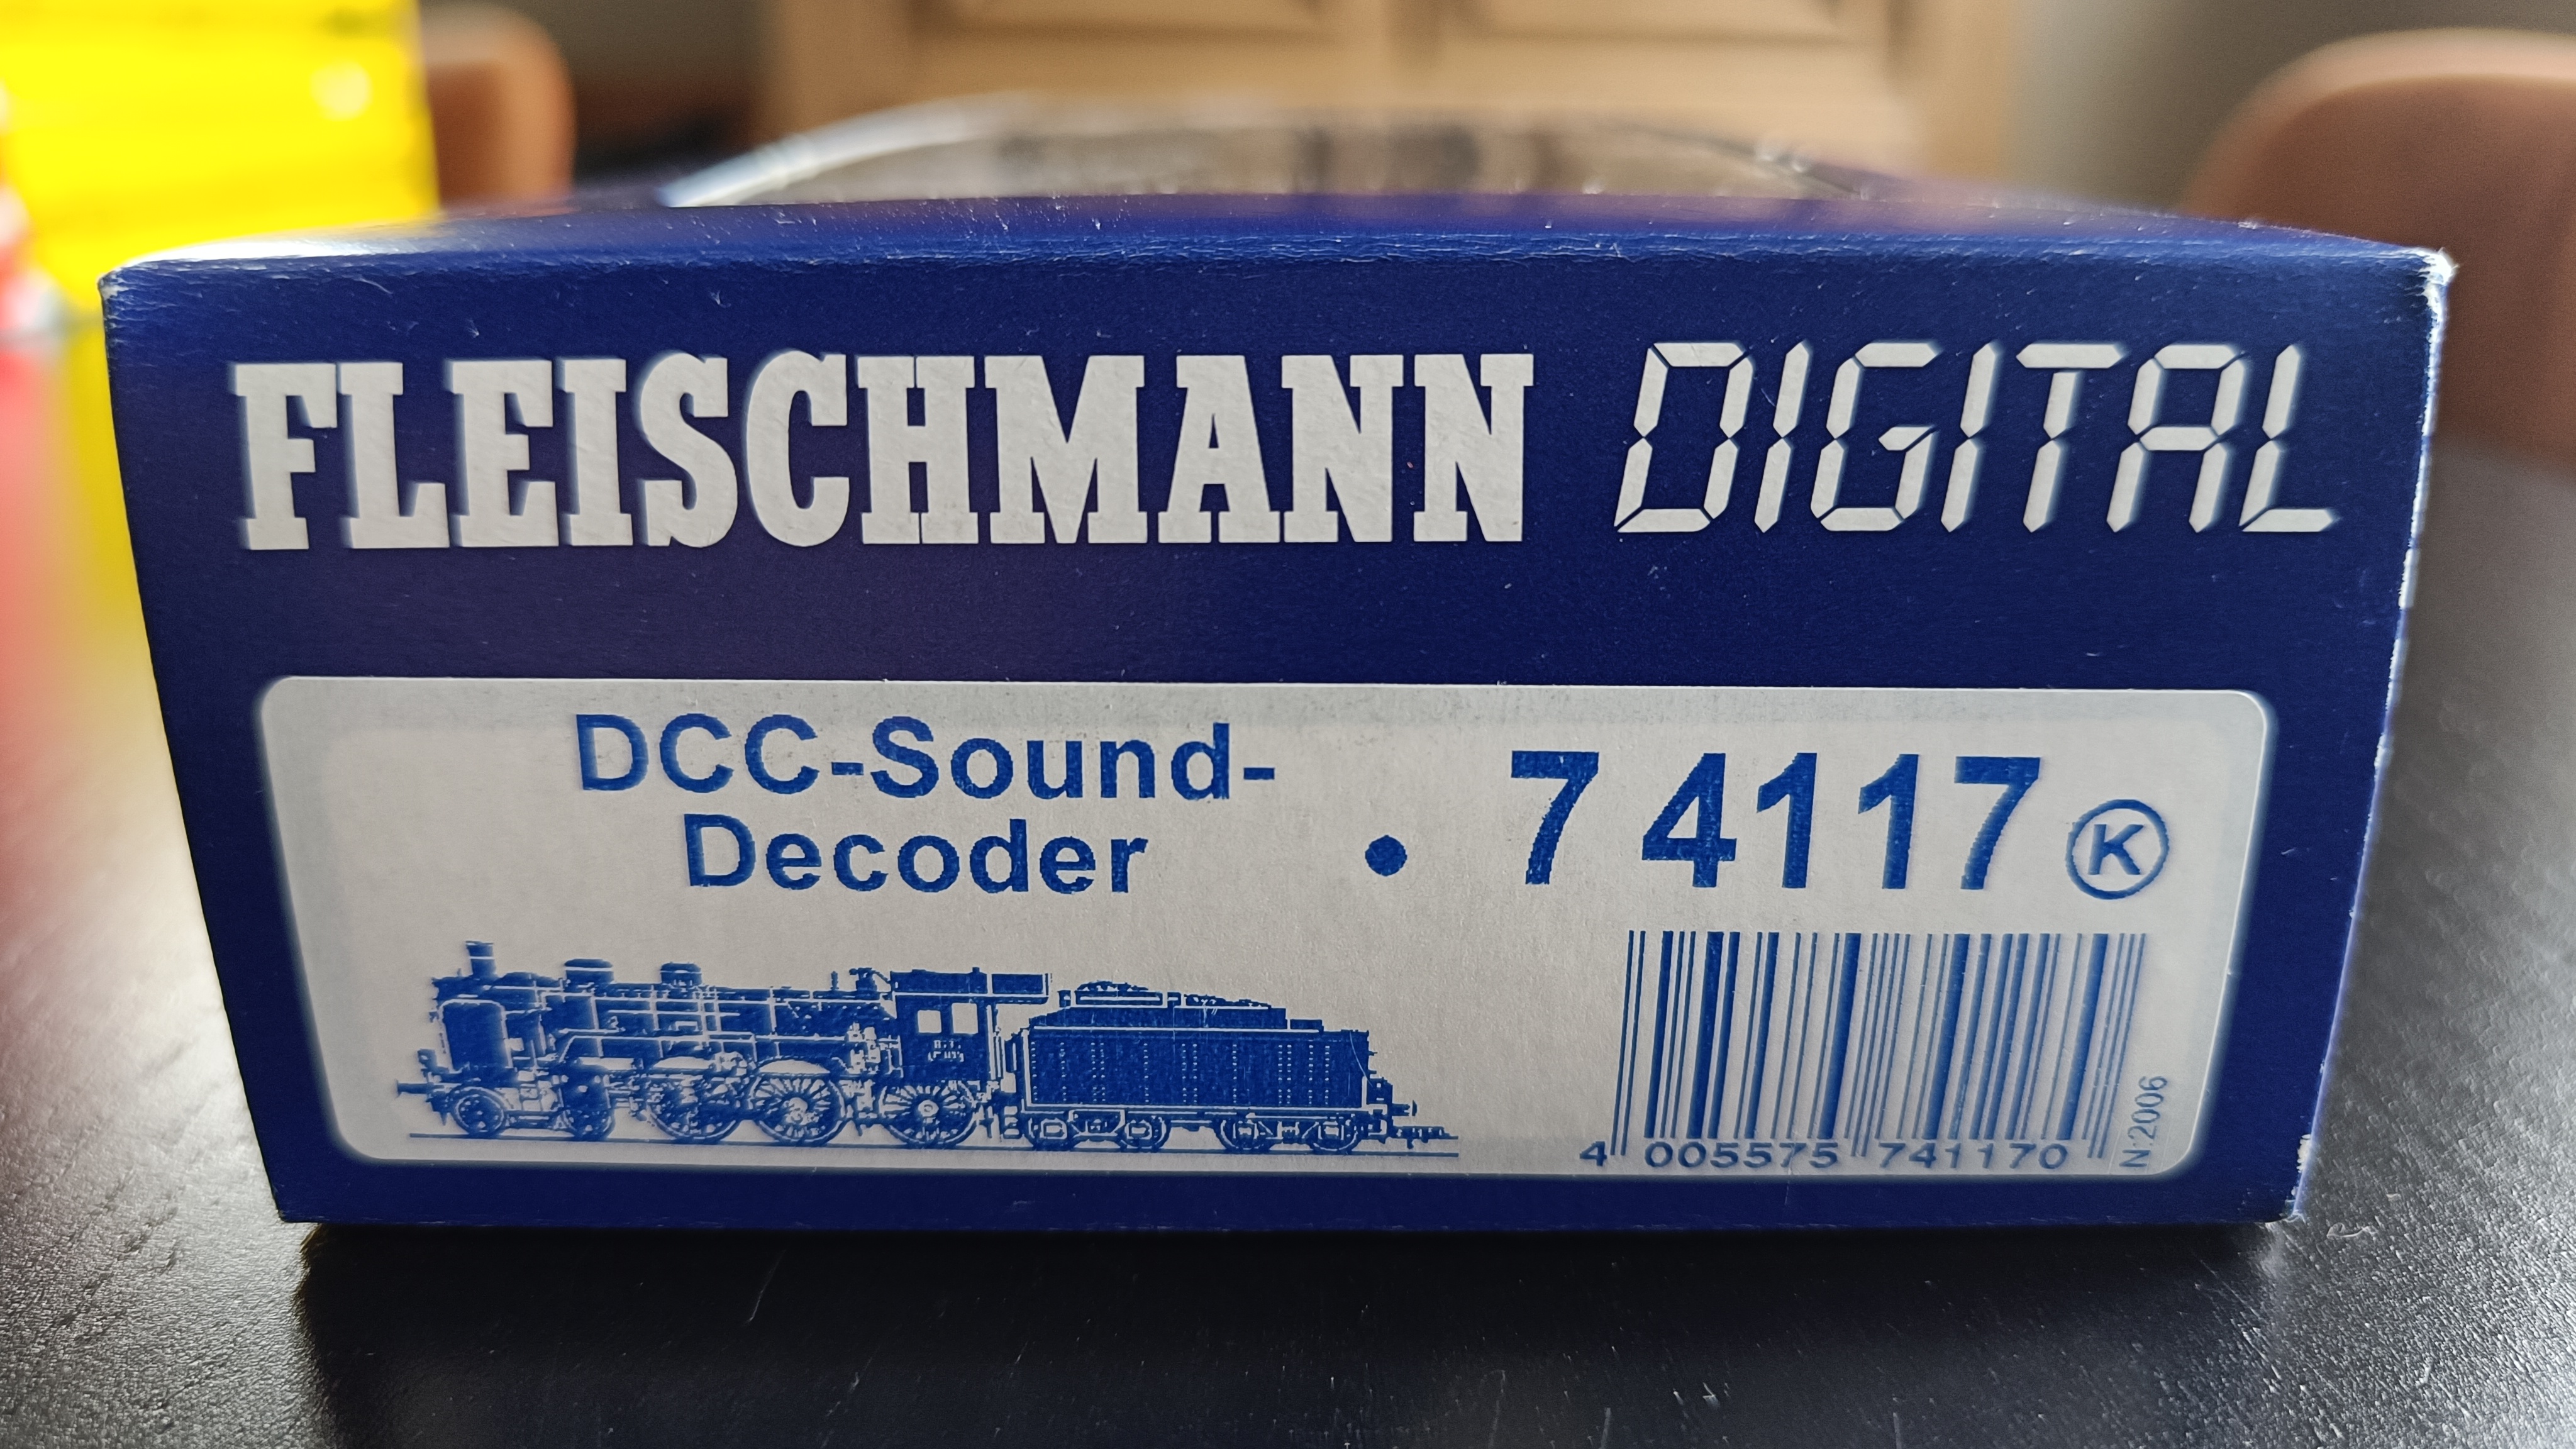 FLEISCHMANN DIGITAL
DCC-Sound-
Decoder
• 7 4117 Ⓚ
4 005575 741170
N:2006